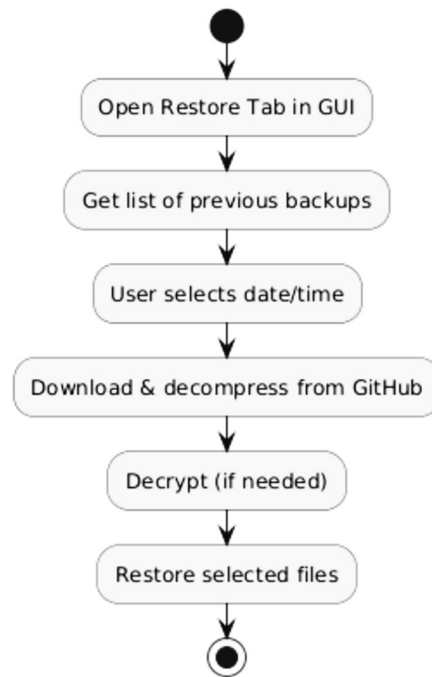 Open Restore Tab in GUI
Get list of previous backups
User selects date/time
Download & decompress from GitHub
Decrypt (if needed)
Restore selected files